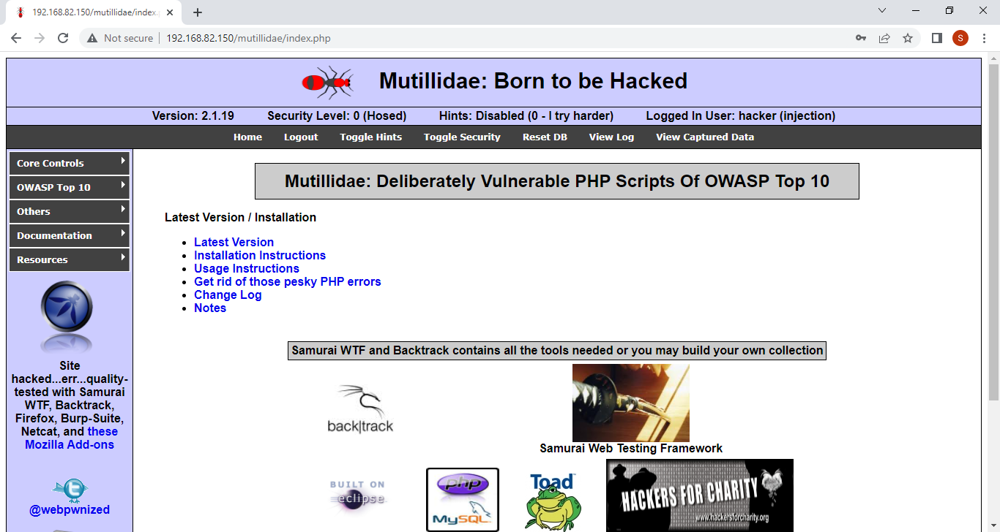 192.168.82.150/mutillidae/index.
Not secure 192.168.82.150/mutillidae/index.php S
Mutillidae: Born to be Hacked
Version: 2.1.19 Security Level: 0 (Hosed) Hints: Disabled (0 - I try harder) Logged In User: hacker (injection)
Home Logout Toggle Hints Toggle Security Reset DB View Log View Captured Data
Core Controls
OWASP Top 10
Others
Documentation
Resources
Site
hacked...err...quality-
tested with Samurai
WTF, Backtrack,
Firefox, Burp-Suite,
Netcat, and these
Mozilla Add-ons
@webpwnized
Mutillidae: Deliberately Vulnerable PHP Scripts Of OWASP Top 10
Latest Version / Installation
Latest Version
Installation Instructions
Usage Instructions
Get rid of those pesky PHP errors
Change Log
Notes
Samurai WTF and Backtrack contains all the tools needed or you may build your own collection
back|track
Samurai Web Testing Framework
BUILT ON
eclipse
php
MySQL
Toad
HACKERS FOR CHARITY
www.hackersforcharity.org